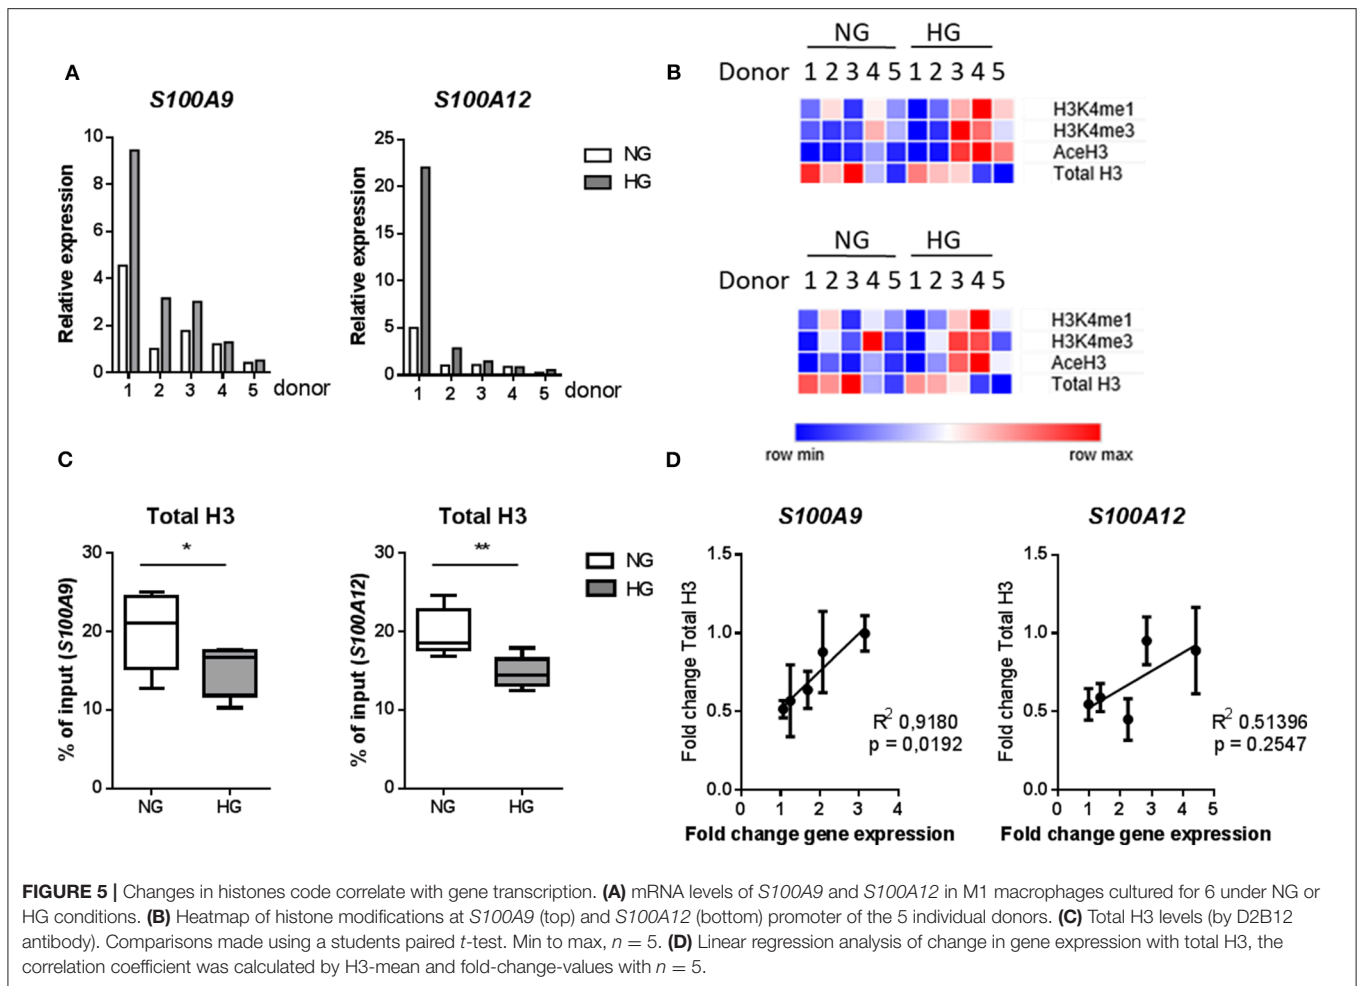 A
S100A9
Relative expression
10
8
6
4
2
0
1 2 3 4 5 donor
S100A12
Relative expression
25
20
15
10
5
0
1 2 3 4 5 donor
NG
HG
B
NG HG
Donor 1 2 3 4 5 1 2 3 4 5
H3K4me1
H3K4me3
AceH3
Total H3
NG HG
Donor 1 2 3 4 5 1 2 3 4 5
H3K4me1
H3K4me3
AceH3
Total H3
row min row max
C
Total H3
*
% of input (S100A9)
30
20
10
0
NG HG
Total H3
**
% of input (S100A12)
30
20
10
0
NG HG
NG
HG
D
S100A9
Fold change Total H3
1.5
1.0
0.5
0.0
0 1 2 3 4
R2 0,9180
p = 0,0192
Fold change gene expression
S100A12
Fold change Total H3
1.5
1.0
0.5
0.0
0 1 2 3 4 5
R2 0.51396
p = 0.2547
Fold change gene expression
FIGURE 5 | Changes in histones code correlate with gene transcription. (A) mRNA levels of S100A9 and S100A12 in M1 macrophages cultured for 6 under NG or
HG conditions. (B) Heatmap of histone modifications at S100A9 (top) and S100A12 (bottom) promoter of the 5 individual donors. (C) Total H3 levels (by D2B12
antibody). Comparisons made using a students paired t-test. Min to max, n = 5. (D) Linear regression analysis of change in gene expression with total H3, the
correlation coefficient was calculated by H3-mean and fold-change-values with n = 5.